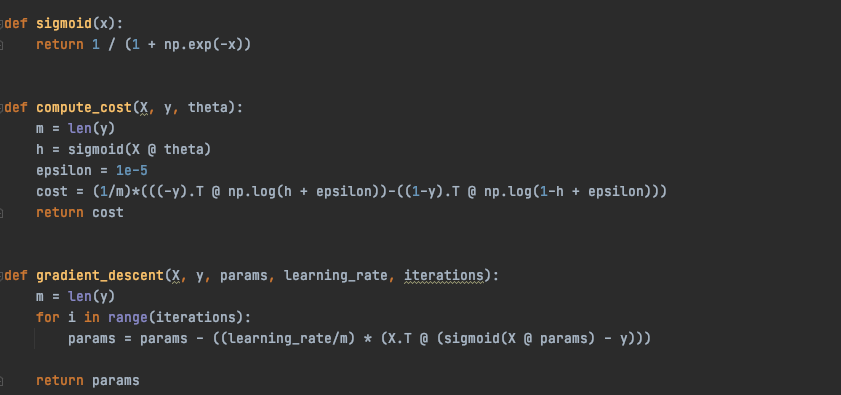 def sigmoid(x):
    return 1 / (1 + np.exp(-x))
def compute_cost(X, y, theta):
    m = len(y)
    h = sigmoid(X @ theta)
    epsilon = 1e-5
    cost = (1/m)*(((-y).T @ np.log(h + epsilon))-((1-y).T @ np.log(1-h + epsilon)))
    return cost
def gradient_descent(X, y, params, learning_rate, iterations):
    m = len(y)
    for i in range(iterations):
        params = params - ((learning_rate/m) * (X.T @ (sigmoid(X @ params) - y)))
    return params